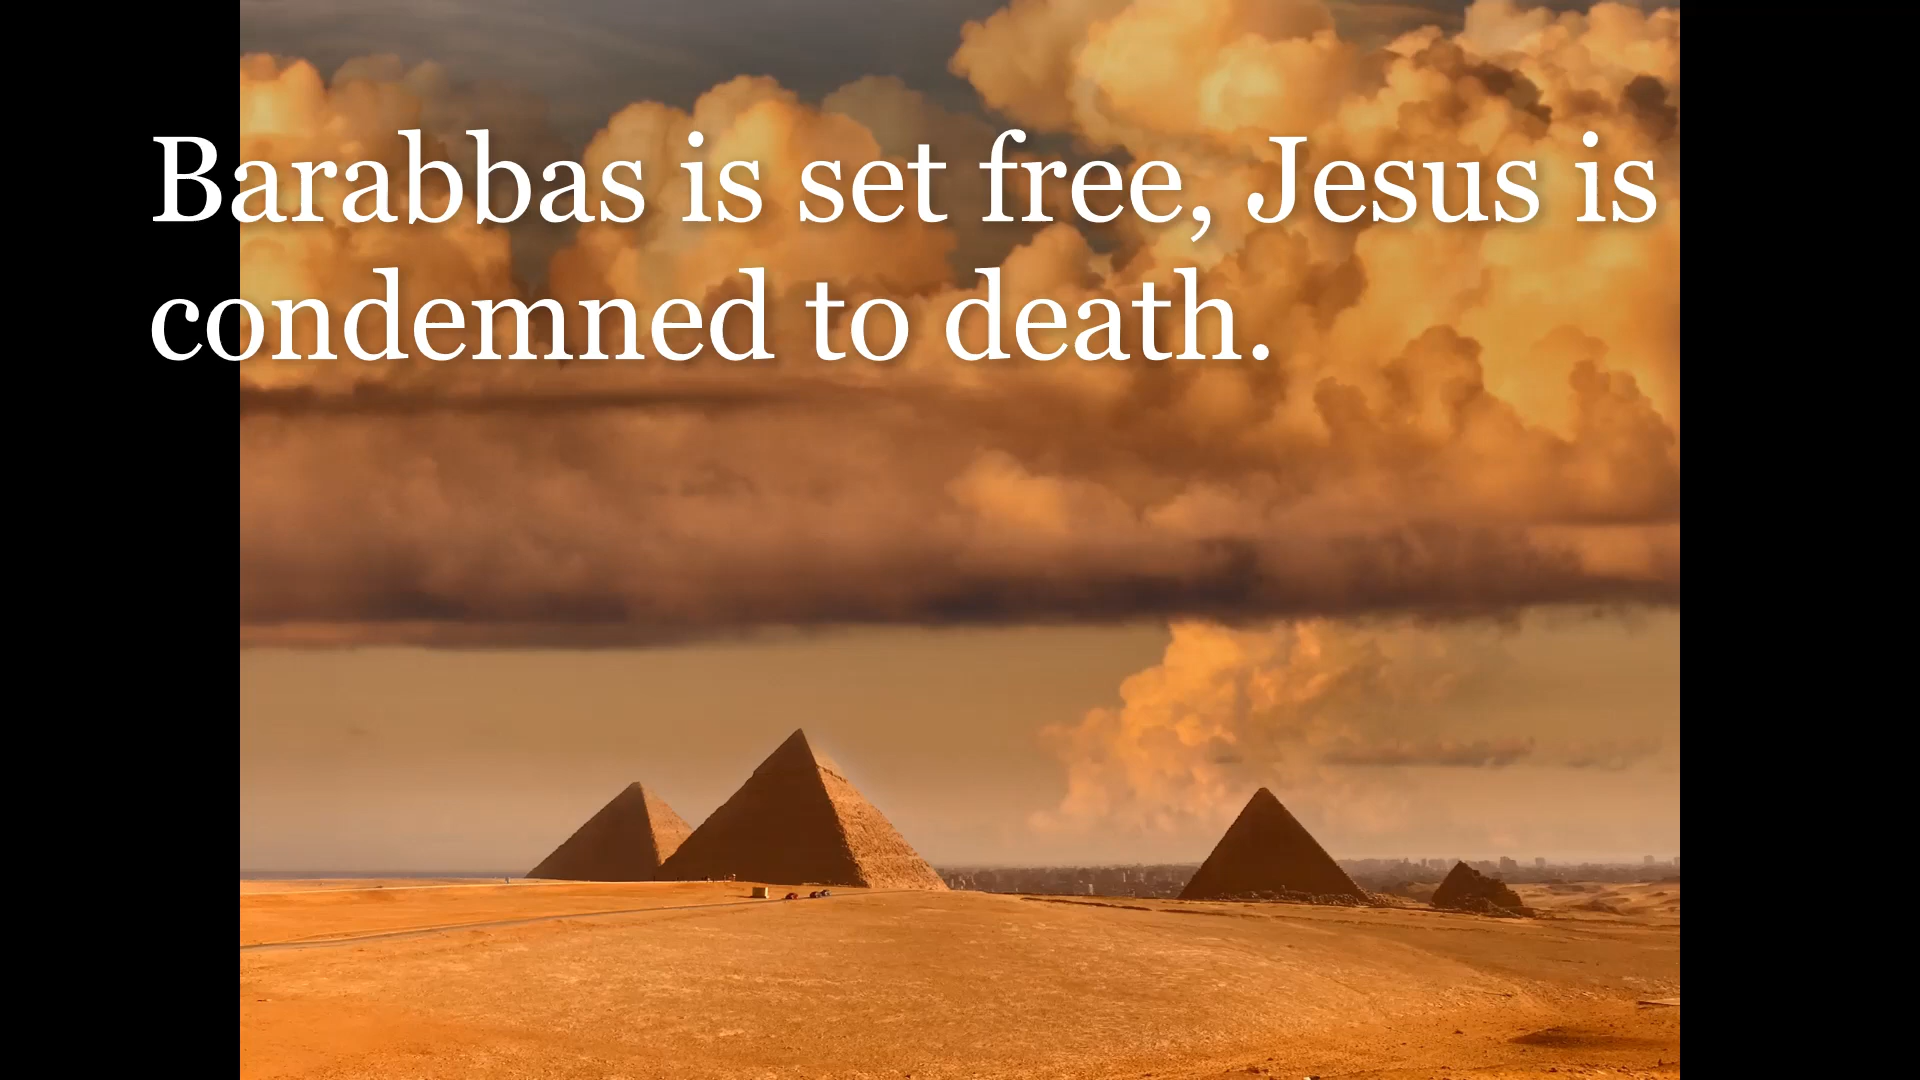 Barabbas is set free, Jesus is
condemned to death.